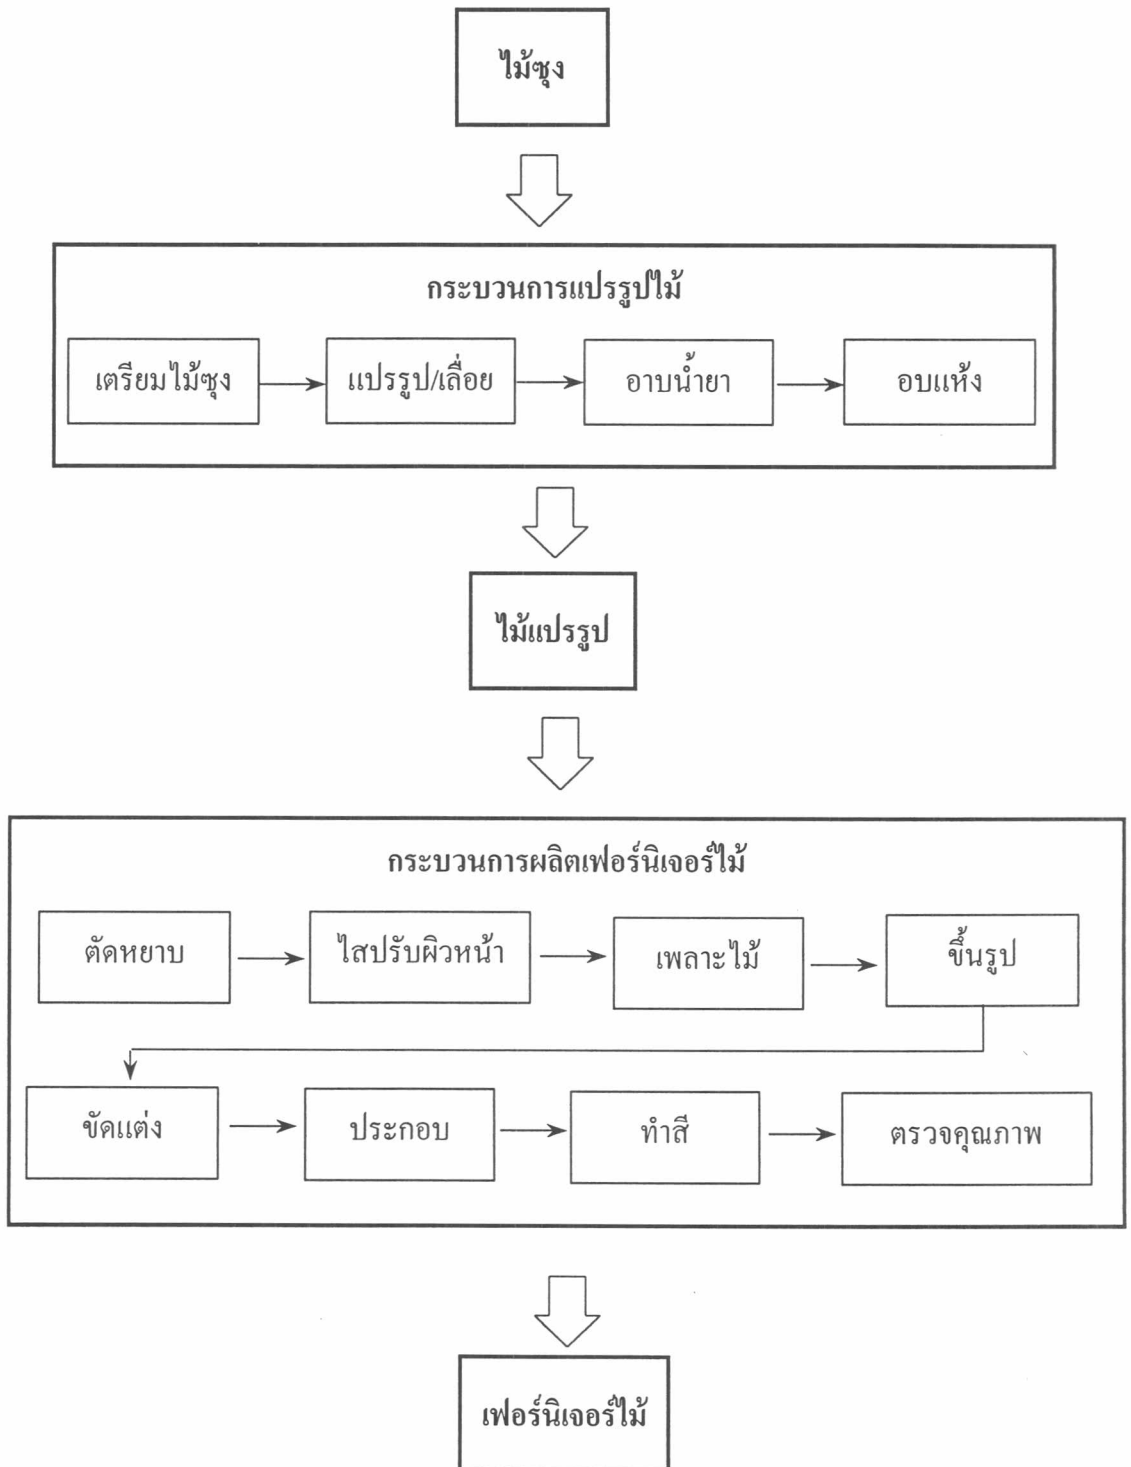 ไม้ซุง
กระบวนการแปรรูปไม้
เตรียมไม้ซุง
แปรรูป/เลื่อย
อาบน้ำยา
อบแห้ง
ไม้แปรรูป
กระบวนการผลิตเฟอร์นิเจอร์ไม้
ตัดหยาบ
ไสปรับผิวหน้า
เพลาะไม้
ขึ้นรูป
ขัดแต่ง
ประกอบ
ทำสี
ตรวจคุณภาพ
เฟอร์นิเจอร์ไม้